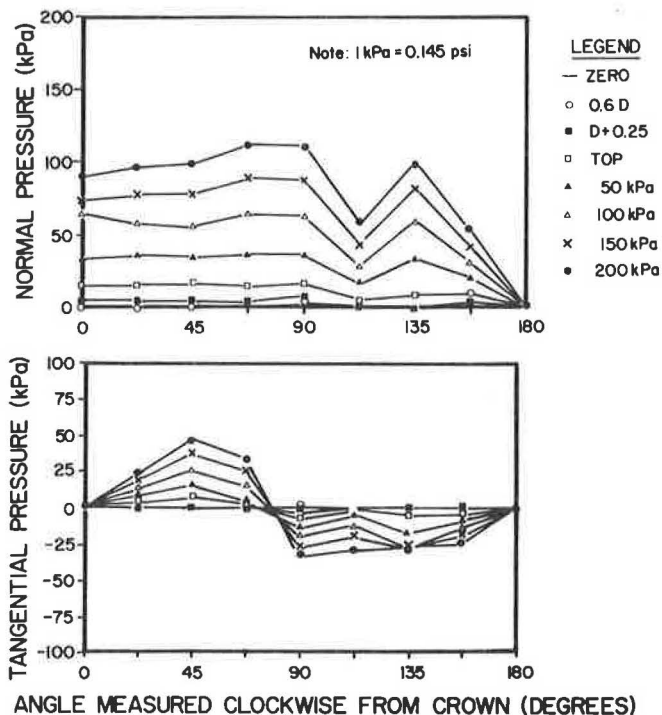 200
150
100
50
0
NORMAL PRESSURE (kPa)
Note: 1 kPa = 0.145 psi
0 45 90 135 180
LEGEND
— ZERO
○ 0.6 D
■ D+0.25
□ TOP
▲ 50 kPa
△ 100 kPa
× 150 kPa
● 200 kPa
100
75
50
25
0
-25
-50
-75
-100
TANGENTIAL PRESSURE (kPa)
0 45 90 135 180
ANGLE MEASURED CLOCKWISE FROM CROWN (DEGREES)